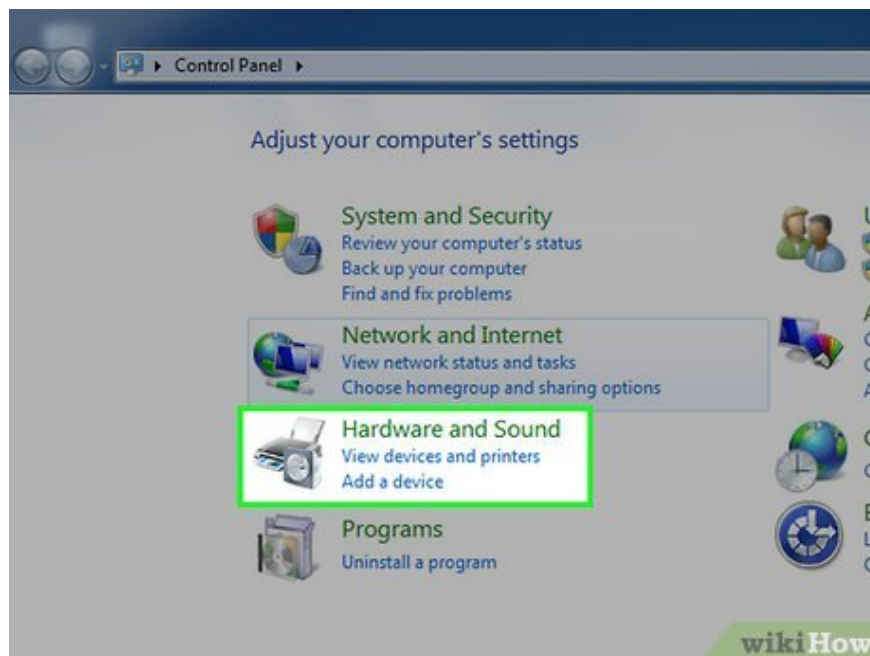 Control Panel
Adjust your computer's settings
System and Security
Review your computer's status
Back up your computer
Find and fix problems
Network and Internet
View network status and tasks
Choose homegroup and sharing options
Hardware and Sound
View devices and printers
Add a device
Programs
Uninstall a program
wikiHow